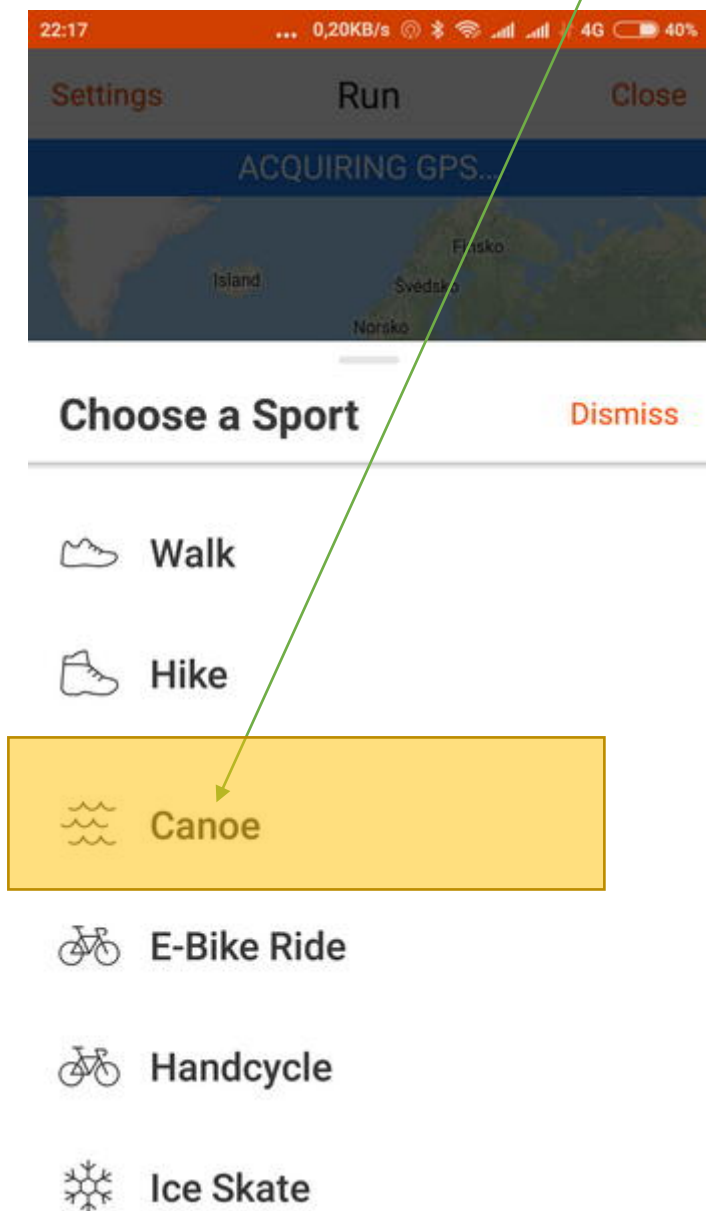 22:17 ... 0,20KB/s 4G 40%
Settings Run Close
ACQUIRING GPS...
Finsko
Island
Švédsko
Norsko
Choose a Sport Dismiss
Walk
Hike
Canoe
E-Bike Ride
Handcycle
Ice Skate